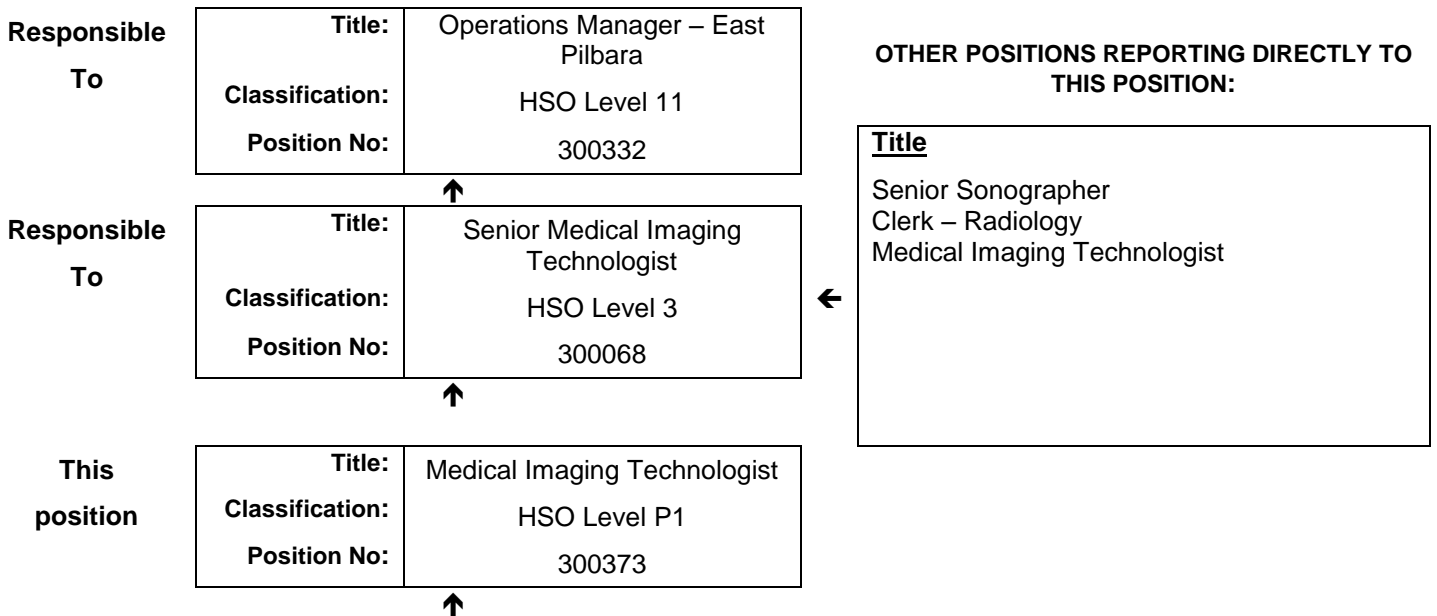 Responsible
To
Title:
Operations Manager – East
Pilbara
Classification:
HSO Level 11
Position No:
300332
OTHER POSITIONS REPORTING DIRECTLY TO
THIS POSITION:
Responsible
To
Title:
Senior Medical Imaging
Technologist
Classification:
HSO Level 3
Position No:
300068
Title
Senior Sonographer
Clerk – Radiology
Medical Imaging Technologist
This
position
Title:
Medical Imaging Technologist
Classification:
HSO Level P1
Position No:
300373